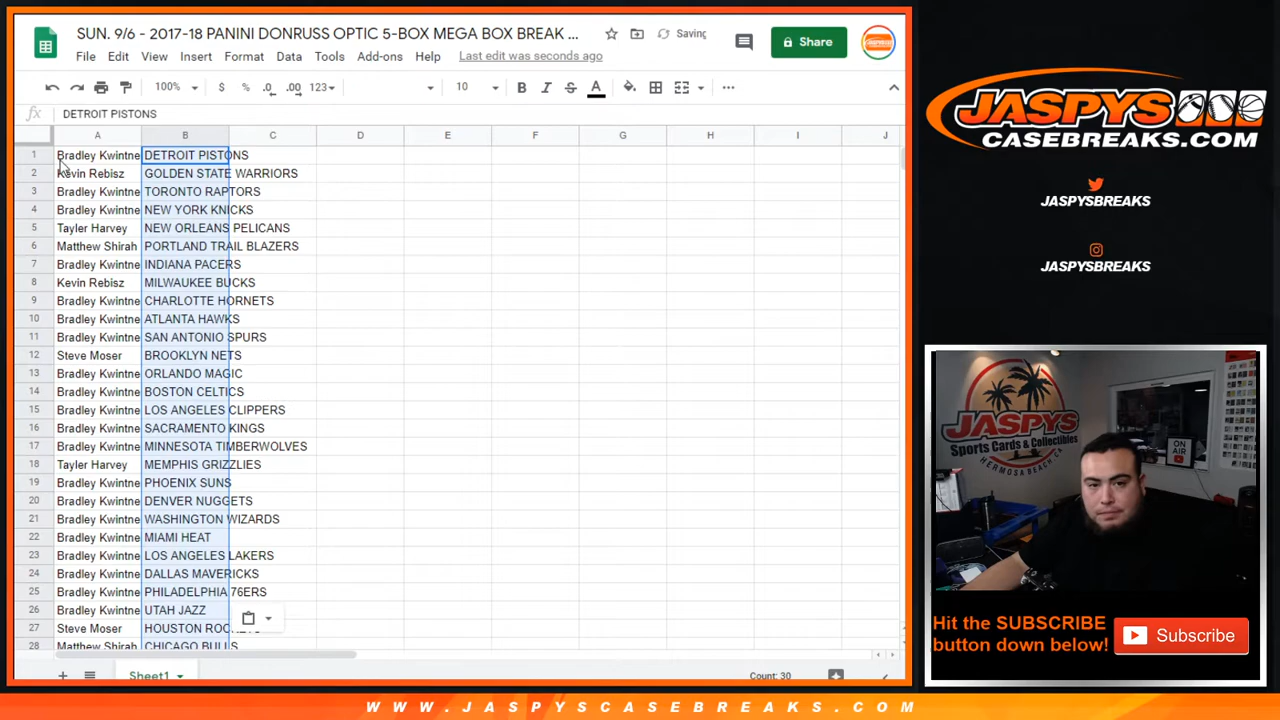 SUN. 9/6 - 2017-18 PANINI DONRUSS OPTIC 5-BOX MEGA BOX BREAK ...
Saving
Share
File Edit View Insert Format Data Tools Add-ons Help Last edit was seconds ago
100% $ % .0 .00 123 10 B I S A
fx DETROIT PISTONS
A B C D E F G H I J
1 Bradley Kwintne DETROIT PISTONS
2 Kevin Rebisz GOLDEN STATE WARRIORS
3 Bradley Kwintne TORONTO RAPTORS
4 Bradley Kwintne NEW YORK KNICKS
5 Tayler Harvey NEW ORLEANS PELICANS
6 Matthew Shirah PORTLAND TRAIL BLAZERS
7 Bradley Kwintne INDIANA PACERS
8 Kevin Rebisz MILWAUKEE BUCKS
9 Bradley Kwintne CHARLOTTE HORNETS
10 Bradley Kwintne ATLANTA HAWKS
11 Bradley Kwintne SAN ANTONIO SPURS
12 Steve Moser BROOKLYN NETS
13 Bradley Kwintne ORLANDO MAGIC
14 Bradley Kwintne BOSTON CELTICS
15 Bradley Kwintne LOS ANGELES CLIPPERS
16 Bradley Kwintne SACRAMENTO KINGS
17 Bradley Kwintne MINNESOTA TIMBERWOLVES
18 Tayler Harvey MEMPHIS GRIZZLIES
19 Bradley Kwintne PHOENIX SUNS
20 Bradley Kwintne DENVER NUGGETS
21 Bradley Kwintne WASHINGTON WIZARDS
22 Bradley Kwintne MIAMI HEAT
23 Bradley Kwintne LOS ANGELES LAKERS
24 Bradley Kwintne DALLAS MAVERICKS
25 Bradley Kwintne PHILADELPHIA 76ERS
26 Bradley Kwintne UTAH JAZZ
27 Steve Moser HOUSTON ROCKETS
28 Matthew Shirah CHICAGO BULLS
Sheet1
Count: 30
JASPYS
CASEBREAKS.COM
JASPYSBREAKS
JASPYSBREAKS
JASPYS
Sports Cards & Collectibles
HERMOSA BEACH, CA
ON AIR
Hit the SUBSCRIBE
button down below!
Subscribe
WWW.JASPYSCASEBREAKS.COM